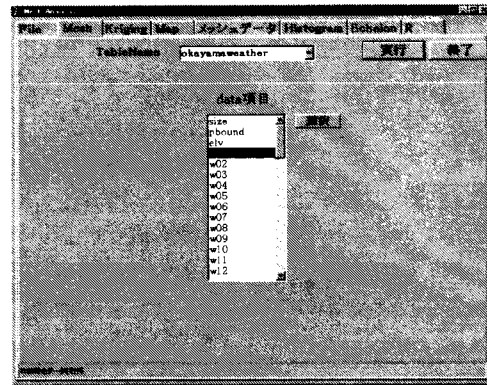 File Mesh Kriging Map メッシュデータ Histogram Echelon R
TableName okayamaweather 実行 終了
data項目
size 選択
pbound
elv
w02
w03
w04
w05
w06
w07
w08
w09
w10
w11
w12